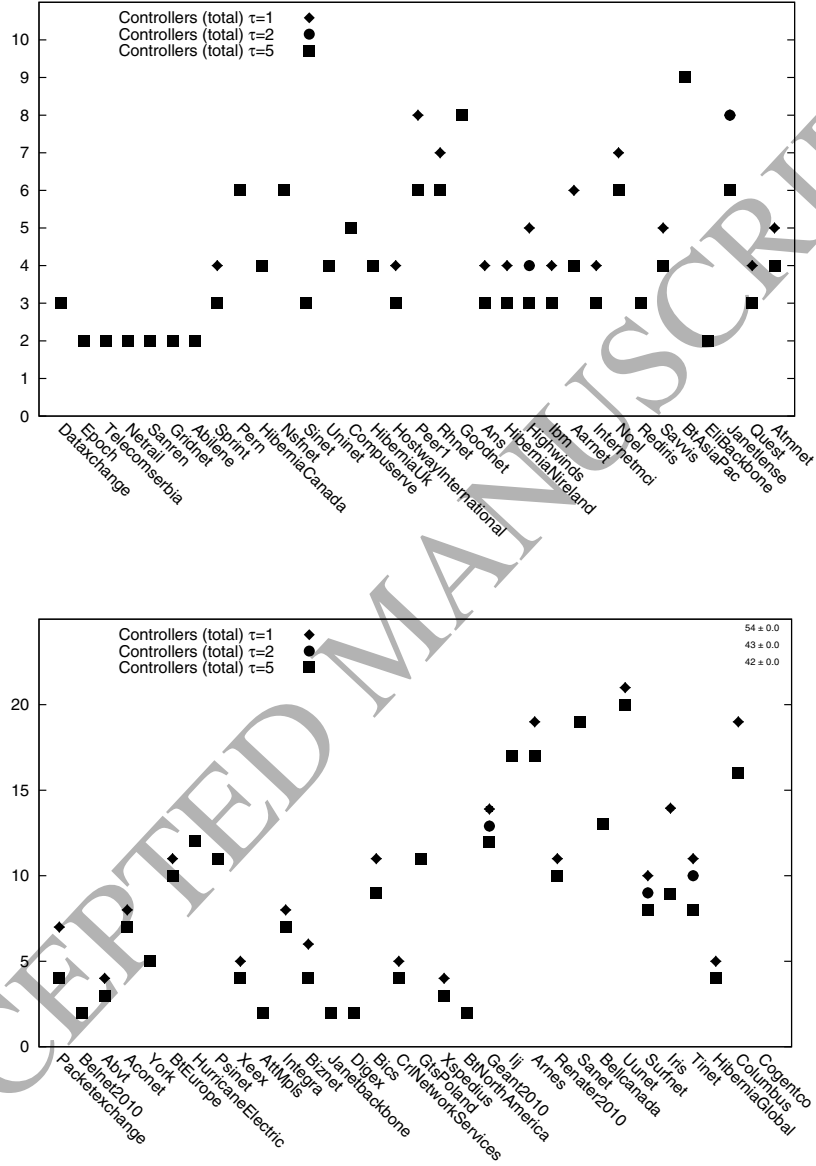 Controllers (total) τ=1
Controllers (total) τ=2
Controllers (total) τ=5
10
9
8
7
6
5
4
3
2
1
0
Dataxchange
Epoch
Telecomserbia
Netrail
Sanren
Gridnet
Abilene
Sprint
Pern
HiberniaCanada
Nsfnet
Sinet
Uninet
Compuserve
HiberniaUk
HostwayInternational
Peer1
Rhnet
Goodnet
Ans
HiberniaNireland
Highwinds
Ibm
Aarnet
Internetmci
Noel
Rediris
Savvis
BtAsiaPac
EliBackbone
Janetlense
Quest
Atmnet
Controllers (total) τ=1
Controllers (total) τ=2
Controllers (total) τ=5
54 ± 0.0
43 ± 0.0
42 ± 0.0
20
15
10
5
0
Packetexchange
Belnet2010
Abvt
Aconet
York
BtEurope
HurricaneElectric
Psinet
Xeex
AttMpls
Integra
Biznet
Janetbackbone
Digex
Bics
CrlNetworkServices
GtsPoland
Xspedius
BtNorthAmerica
Geant2010
Iij
Arnes
Renater2010
Sanet
Bellcanada
Uunet
Surfnet
Iris
Tinet
HiberniaGlobal
Columbus
Cogentco
CEPTED MANUSCRI